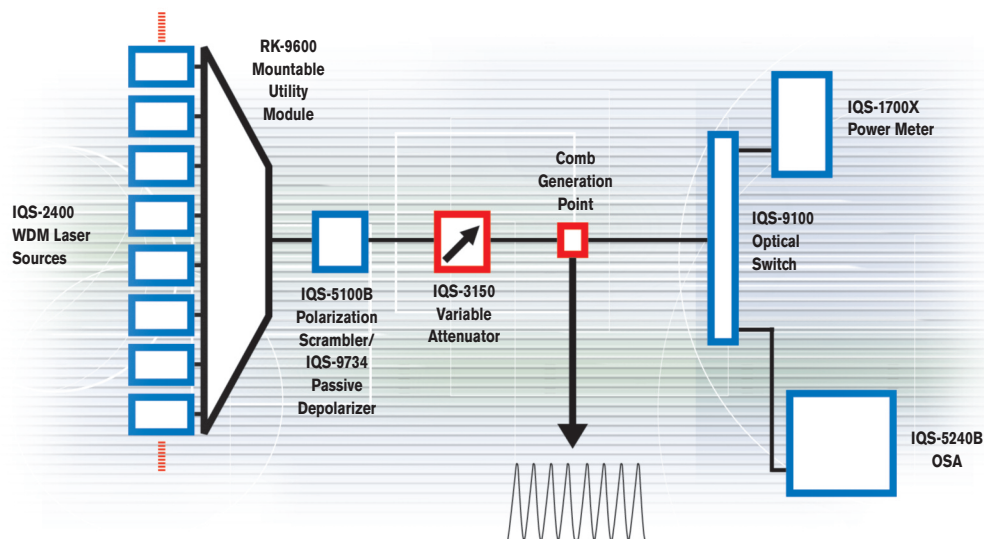 RK-9600
Mountable
Utility
Module
IQS-2400
WDM Laser
Sources
IQS-5100B
Polarization
Scrambler/
IQS-9734
Passive
Depolarizer
IQS-3150
Variable
Attenuator
Comb
Generation
Point
IQS-1700X
Power Meter
IQS-9100
Optical
Switch
IQS-5240B
OSA